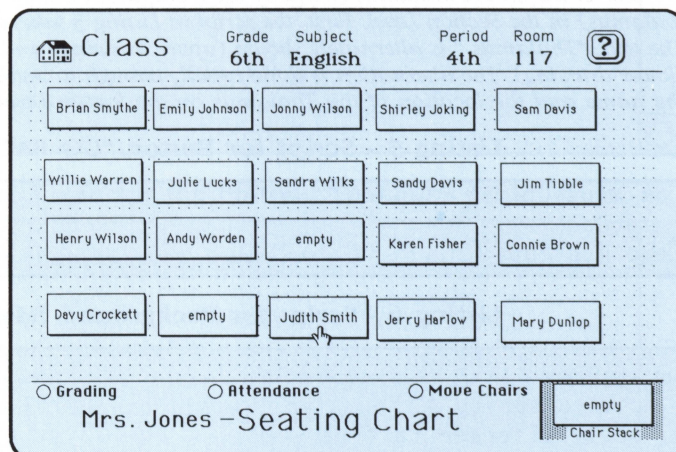 Class
Grade Subject Period Room
6th English 4th 117
?
Brian Smythe Emily Johnson Jonny Wilson Shirley Joking Sam Davis
Willie Warren Julie Lucks Sandra Wilks Sandy Davis Jim Tibble
Henry Wilson Andy Worden empty Karen Fisher Connie Brown
Davy Crockett empty Judith Smith Jerry Harlow Mary Dunlop
Grading Attendance Move Chairs
Mrs. Jones - Seating Chart
empty
Chair Stack